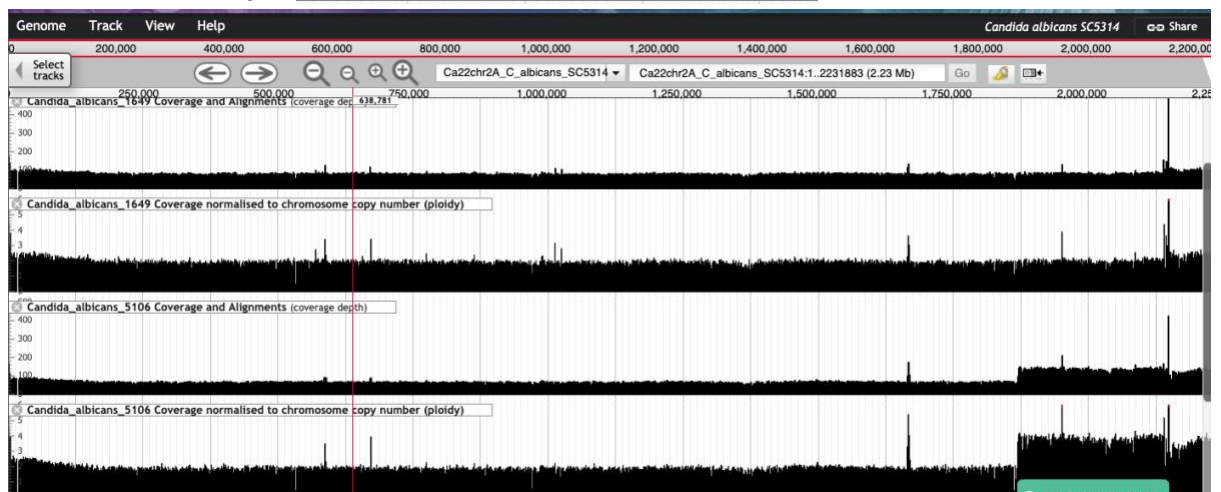 Genome Track View Help Candida albicans SC5314 Share
0 200,000 400,000 600,000 800,000 1,000,000 1,200,000 1,400,000 1,600,000 1,800,000 2,000,000 2,200,00
Select tracks Ca22chr2A_C_albicans_SC5314 Ca22chr2A_C_albicans_SC5314:1..2231883 (2.23 Mb) Go
250,000 500,000 750,000 1,000,000 1,250,000 1,500,000 1,750,000 2,000,000 2,25
Candida_albicans_1649 Coverage and Alignments (coverage dep 638,781
400
300
200
100
Candida_albicans_1649 Coverage normalised to chromosome copy number (ploidy)
5
4
3
Candida_albicans_5106 Coverage and Alignments (coverage depth)
400
300
200
100
Candida_albicans_5106 Coverage normalised to chromosome copy number (ploidy)
5
4
3